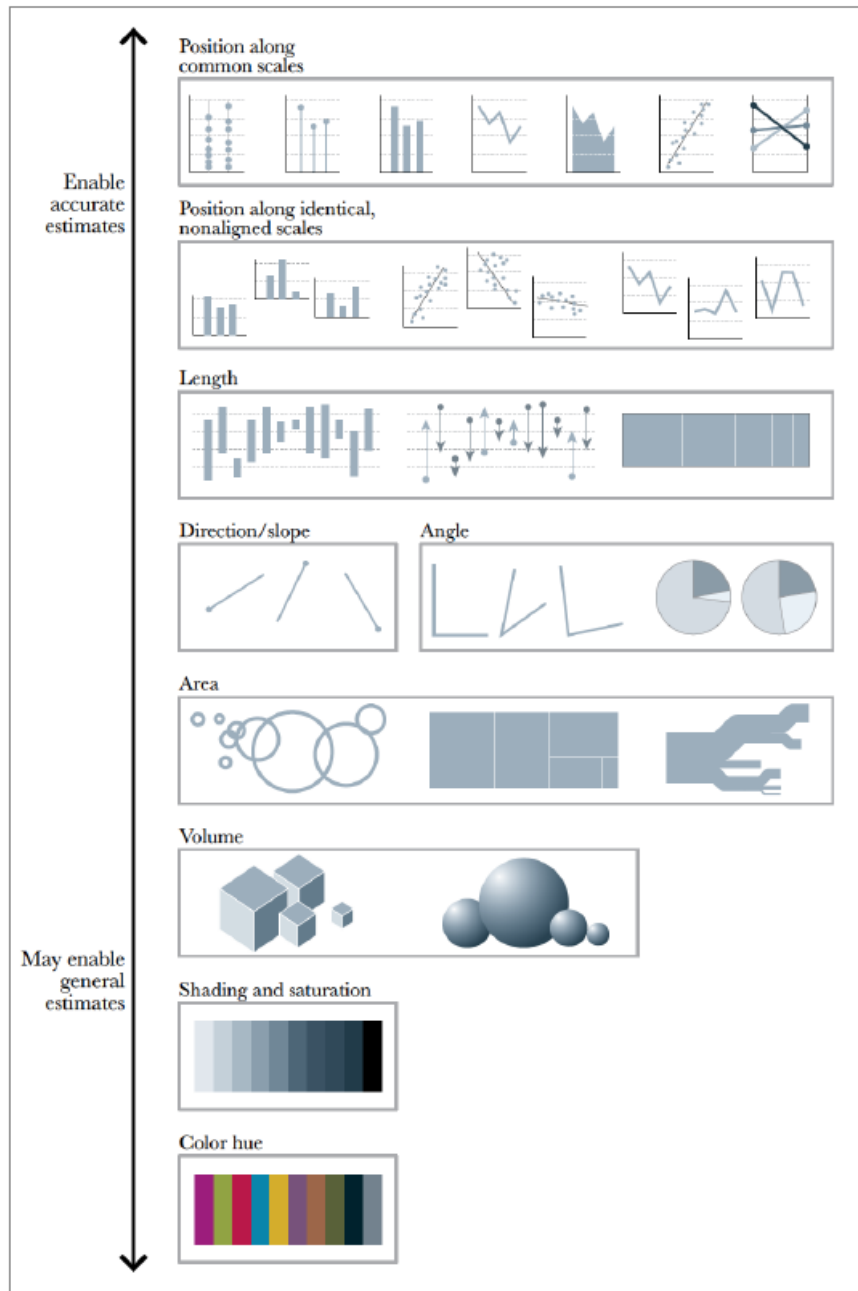 Position along
common scales
Enable
accurate
estimates
Position along identical,
nonaligned scales
Length
Direction/slope
Angle
Area
Volume
May enable
general
estimates
Shading and saturation
Color hue